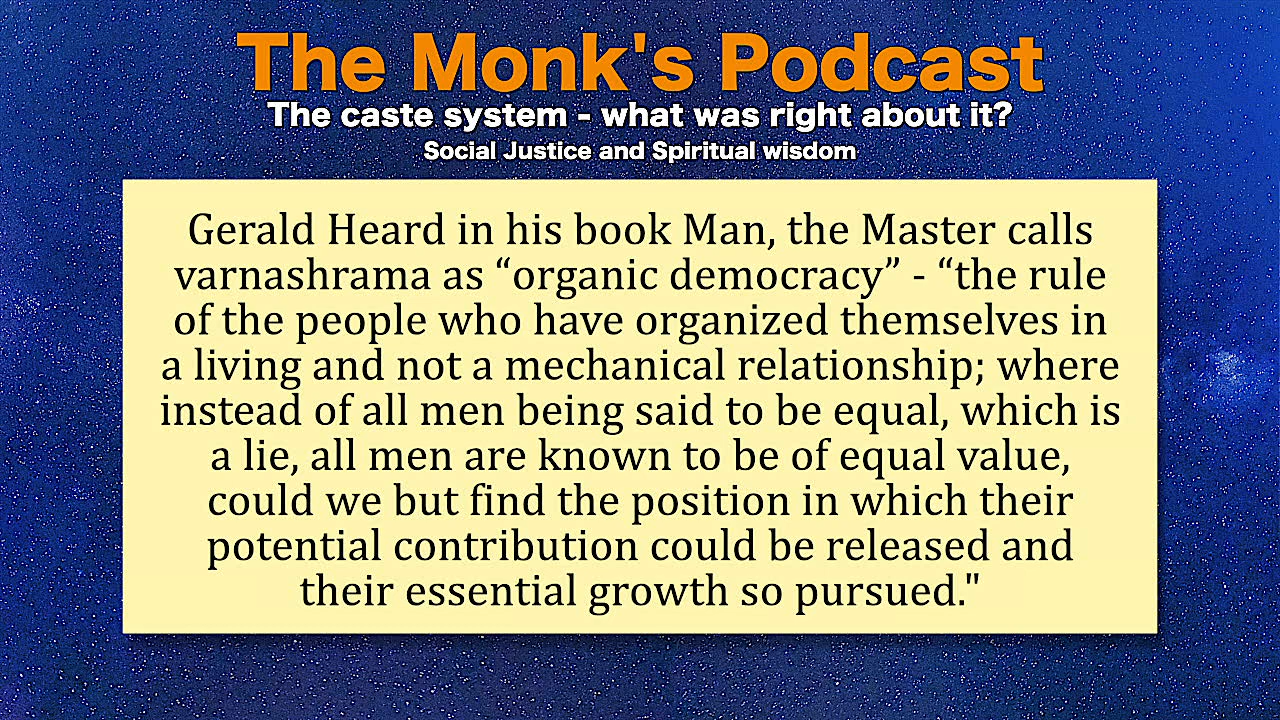 The Monk's Podcast
The caste system - what was right about it?
Social Justice and Spiritual wisdom
Gerald Heard in his book Man, the Master calls
varnashrama as “organic democracy” - “the rule
of the people who have organized themselves in
a living and not a mechanical relationship; where
instead of all men being said to be equal, which is
a lie, all men are known to be of equal value,
could we but find the position in which their
potential contribution could be released and
their essential growth so pursued."